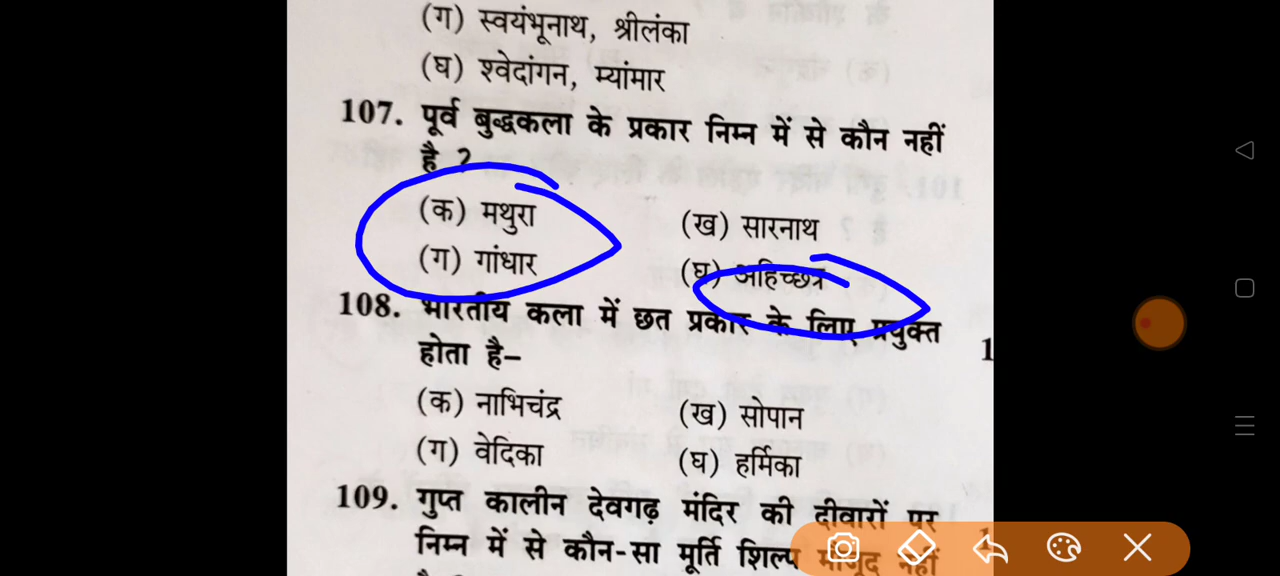 (ग) स्वयंभूनाथ, श्रीलंका
(घ) श्वेदांगन, म्यांमार
107. पूर्व बुद्धकला के प्रकार निम्न में से कौन नहीं
है ?
(क) मथुरा (ख) सारनाथ
(ग) गांधार (घ) अहिच्छत्र
108. भारतीय कला में छत प्रकार के लिए प्रयुक्त
होता है–
(क) नाभिचंद्र (ख) सोपान
(ग) वेदिका (घ) हर्मिका
109. गुप्त कालीन देवगढ़ मंदिर की दीवारों पर
निम्न में से कौन-सा मूर्ति शिल्प मौजूद नहीं